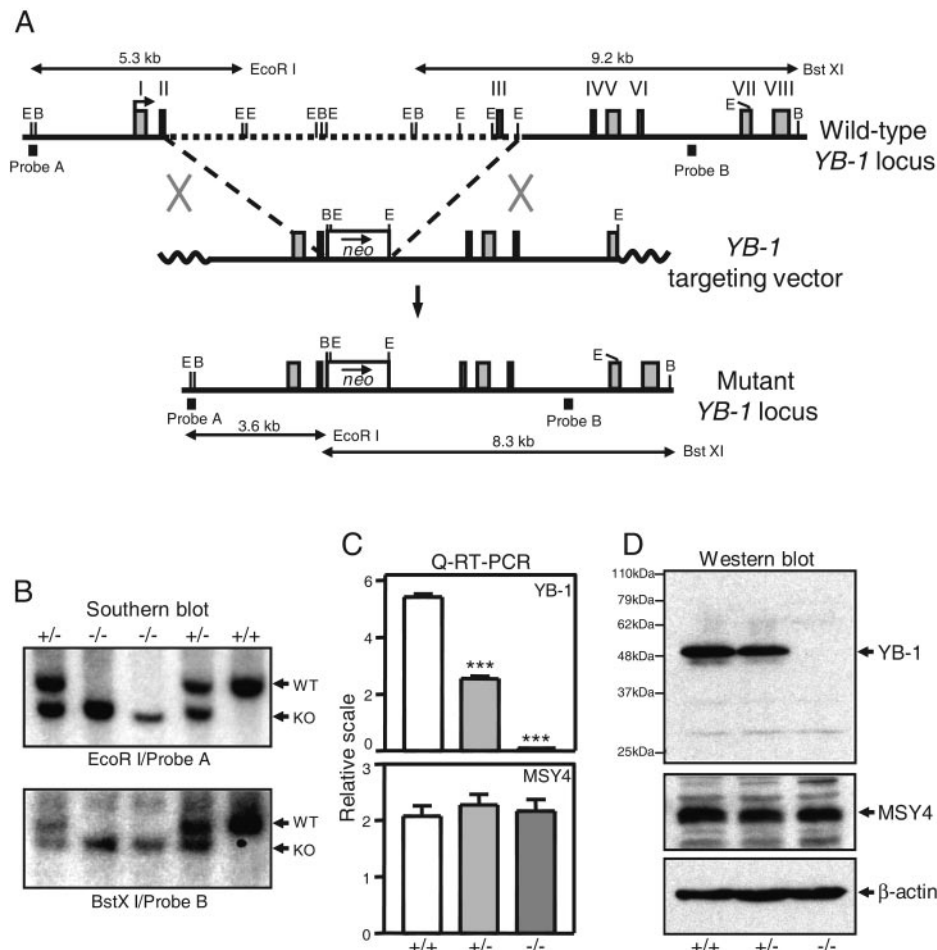 A
5.3 kb
EcoR I
9.2 kb
Bst XI
I II III IV V VI VII VIII
E B E E E B B E B B E E E E B
Probe A
Probe B
Wild-type
YB-1 locus
B E E E
neo
YB-1
targeting vector
E B B E E E B
neo
Probe A
Probe B
Mutant
YB-1 locus
3.6 kb
EcoR I
8.3 kb
Bst XI
B
Southern blot
+/- -/- -/- +/- +/+
WT
KO
EcoR I/Probe A
WT
KO
BstX I/Probe B
C
Q-RT-PCR
Relative scale
6
4
2
0
YB-1
***
***
3
2
1
0
MSY4
+/+ +/- -/-
D
Western blot
110kDa
79kDa
62kDa
48kDa
37kDa
25kDa
YB-1
MSY4
β-actin
+/+ +/- -/-